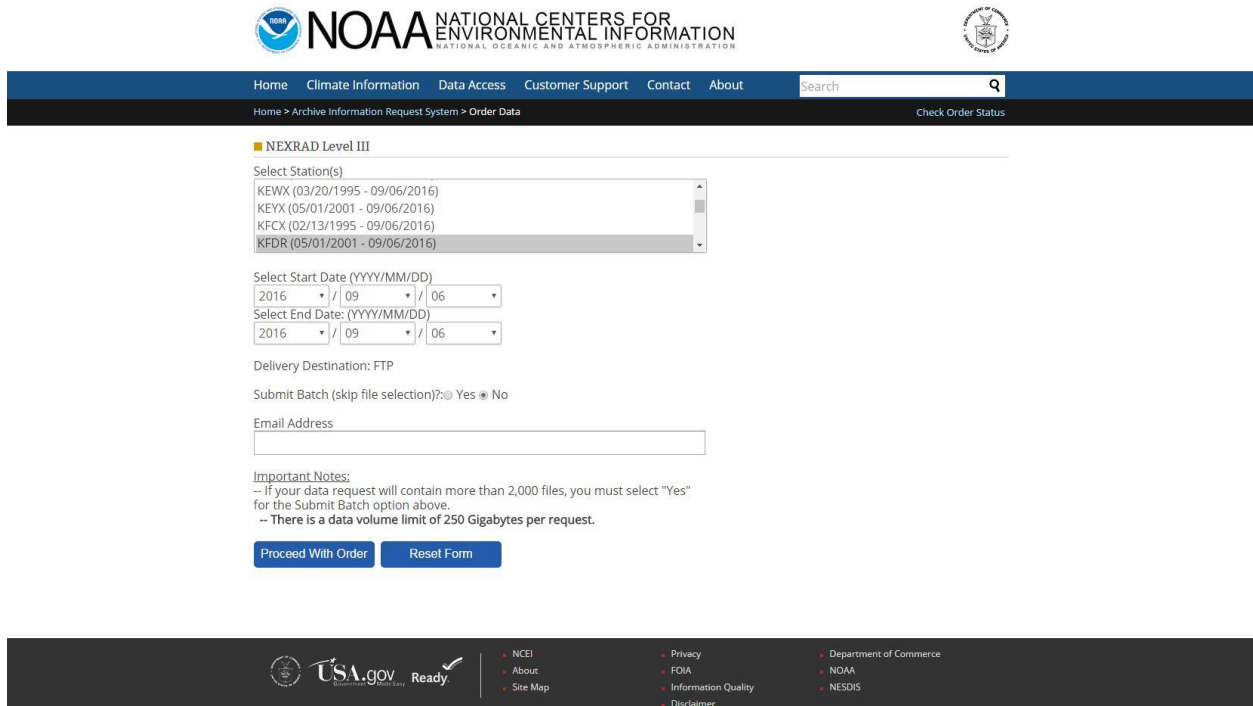 NOAA
NOAA NATIONAL CENTERS FOR
ENVIRONMENTAL INFORMATION
NATIONAL OCEANIC AND ATMOSPHERIC ADMINISTRATION
Home Climate Information Data Access Customer Support Contact About Search
Home > Archive Information Request System > Order Data Check Order Status
NEXRAD Level III
Select Station(s)
KEWX (03/20/1995 - 09/06/2016)
KEYX (05/01/2001 - 09/06/2016)
KFCX (02/13/1995 - 09/06/2016)
KFDR (05/01/2001 - 09/06/2016)
Select Start Date (YYYY/MM/DD)
2016 / 09 / 06
Select End Date: (YYYY/MM/DD)
2016 / 09 / 06
Delivery Destination: FTP
Submit Batch (skip file selection)?: Yes No
Email Address
Important Notes:
-- If your data request will contain more than 2,000 files, you must select "Yes"
for the Submit Batch option above.
-- There is a data volume limit of 250 Gigabytes per request.
Proceed With Order Reset Form
USA.gov
Government Made Easy
Ready.
NCEI Privacy Department of Commerce
About FOIA NOAA
Site Map Information Quality NESDIS
Disclaimer